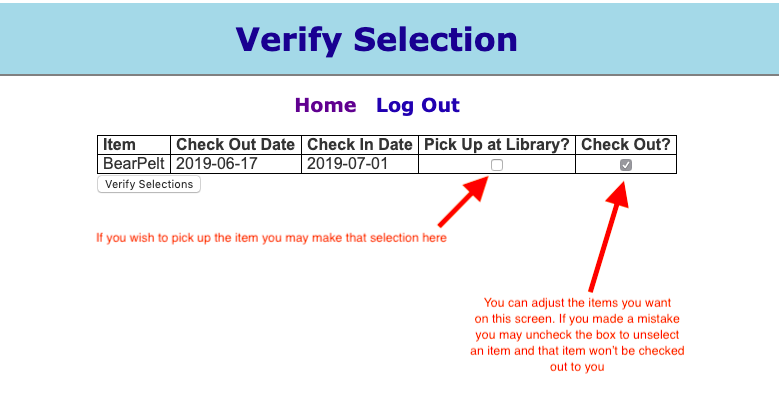 Verify Selection
Home Log Out
Item Check Out Date Check In Date Pick Up at Library? Check Out?
BearPelt 2019-06-17 2019-07-01
Verify Selections
If you wish to pick up the item you may make that selection here
You can adjust the items you want
on this screen. If you made a mistake
you may uncheck the box to unselect
an item and that item won't be checked
out to you